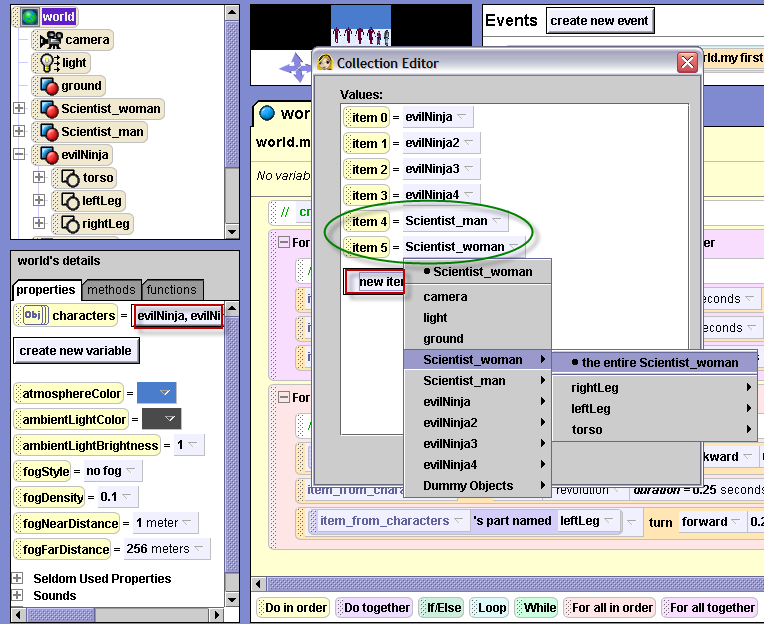 world
camera
light
ground
Scientist_woman
Scientist_man
evilNinja
torso
leftLeg
rightLeg
world's details
properties methods functions
Obj characters = evilNinja, evilNi
create new variable
atmosphereColor =
ambientLightColor =
ambientLightBrightness = 1
fogStyle = no fog
fogDensity = 0.1
fogNearDistance = 1 meter
fogFarDistance = 256 meters
Seldom Used Properties
Sounds
Events create new event
rld.my first
wor
world.m
No variab
// cr
For
er
//
seconds
seconds
For
//
ckward
item_from_chara
revolution duration = 0.25 seconds
item_from_characters 's part named leftLeg turn forward 0.2
Do in order Do together If/Else Loop While For all in order For all together
Collection Editor
Values:
item 0 = evilNinja
item 1 = evilNinja2
item 2 = evilNinja3
item 3 = evilNinja4
item 4 = Scientist_man
item 5 = Scientist_woman
new iten
Scientist_woman
camera
light
ground
Scientist_woman
Scientist_man
evilNinja
evilNinja2
evilNinja3
evilNinja4
Dummy Objects
the entire Scientist_woman
rightLeg
leftLeg
torso